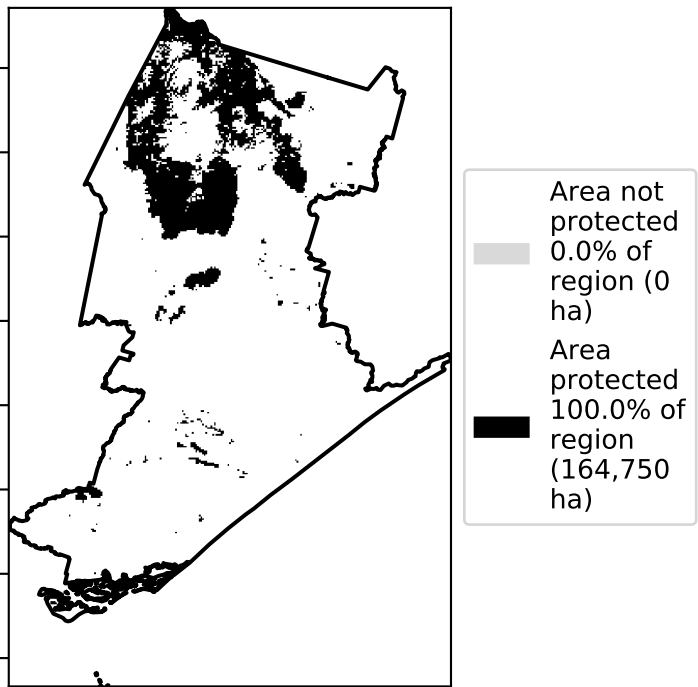 Area not
protected
0.0% of
region (0
ha)
Area
protected
100.0% of
region
(164,750
ha)